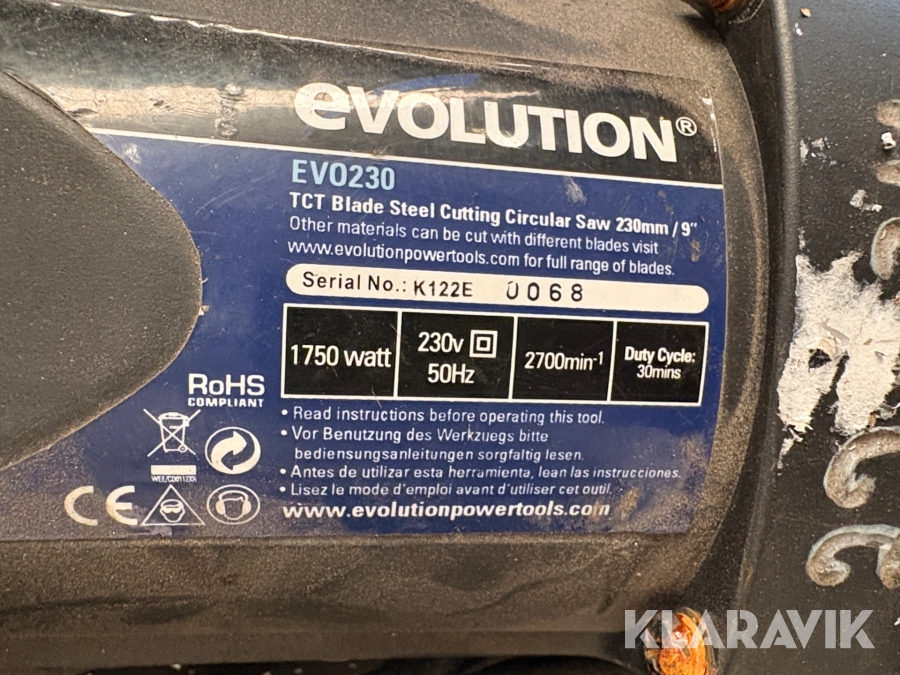 eVOLUTION®
EVO230
TCT Blade Steel Cutting Circular Saw 230mm / 9"
Other materials can be cut with different blades visit
www.evolutionpowertools.com for full range of blades.
Serial No.: K122E 0068
1750 watt
230v
50Hz
2700min-1
Duty Cycle:
30mins
RoHS
COMPLIANT
• Read instructions before operating this tool.
• Vor Benutzung des Werkzuegs bitte
bedienungsanleitungen sorgfaltig lesen.
• Antes de utilizar esta herramienta, lean las instrucciones.
• Lisez le mode d'emploi avant d'utiliser cet outil.
www.evolutionpowertools.com
CE
KLARAVIK